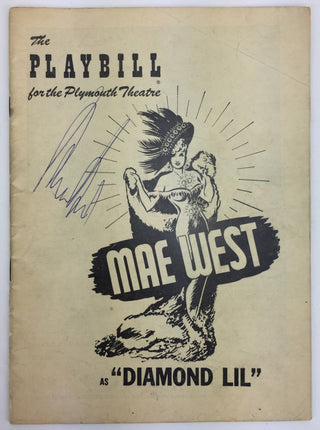 The
PLAYBILL
for the Plymouth Theatre
MAE WEST
AS "DIAMOND LIL"